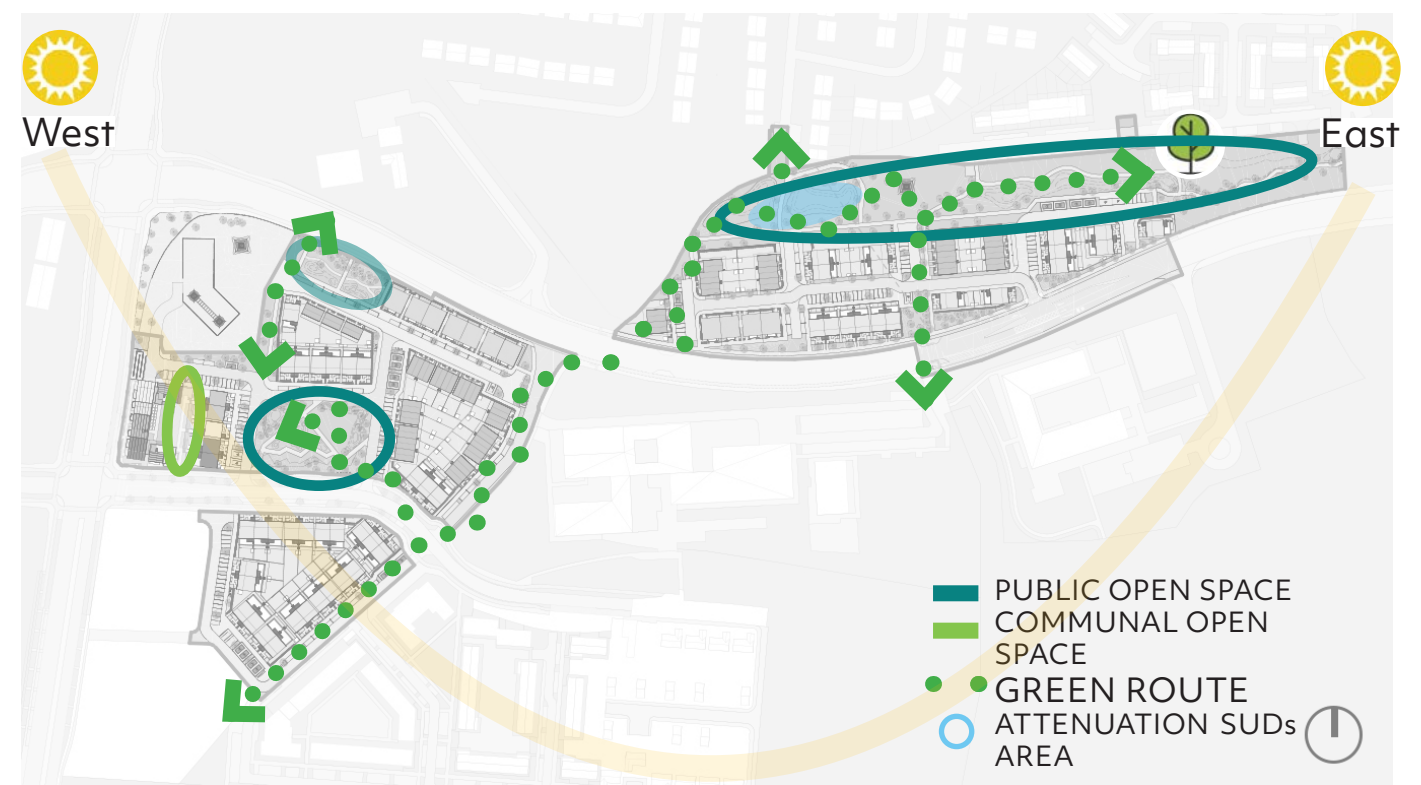 West
East
PUBLIC OPEN SPACE
COMMUNAL OPEN
SPACE
GREEN ROUTE
ATTENUATION SUDs
AREA